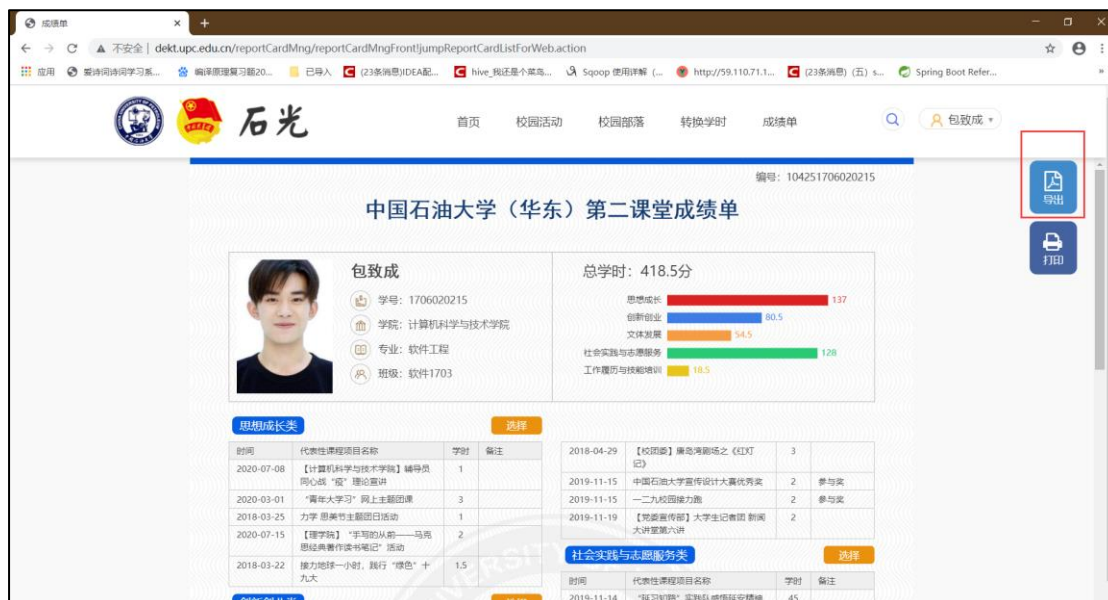 成绩单
不安全 | dekt.upc.edu.cn/reportCardMng/reportCardMngFront!jumpReportCardListForWeb.action
应用 爱诗词诗词学习系... 编译原理复习题20... 已导入 (23条消息)IDEA配... hive_我还是个菜鸟... Sqoop 使用详解 (... http://59.110.71.1... (23条消息) (五) s... Spring Boot Refer...
石光 首页 校园活动 校园部落 转换学时 成绩单 包致成
编号：104251706020215
导出
打印
中国石油大学（华东）第二课堂成绩单
包致成
学号：1706020215
学院：计算机科学与技术学院
专业：软件工程
班级：软件1703
总学时：418.5分
思想成长 137
创新创业 80.5
文体发展 54.5
社会实践与志愿服务 128
工作履历与技能培训 18.5
思想成长类 选择
时间 代表性课程项目名称 学时 备注
2020-07-08 【计算机科学与技术学院】辅导员 1
同心战“疫”理论宣讲
2020-03-01 “青年大学习”网上主题团课 3
2018-03-25 力学 思美节主题团日活动 1
2020-07-15 【理学院】“手写的从前——马克 2
思经典著作读书笔记”活动
2018-03-22 接力地球一小时，践行“绿色”十 1.5
九大
创新创业类 选择
2018-04-29 【校团委】唐岛湾剧场之《红灯 3
记》
2019-11-15 中国石油大学宣传设计大赛优秀奖 2 参与奖
2019-11-15 一二九校园接力跑 2 参与奖
2019-11-19 【党委宣传部】大学生记者团 新闻 2
大讲堂第六讲
社会实践与志愿服务类 选择
时间 代表性课程项目名称 学时 备注
2019-11-14 “延习知路”实践队感悟延安精神 45